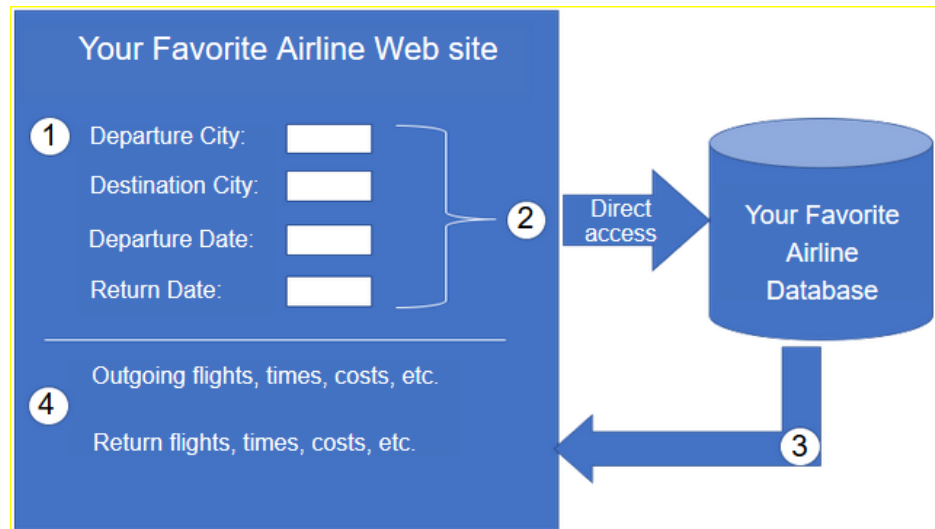 Your Favorite Airline Web site
1
Departure City:
Destination City:
Departure Date:
Return Date:
2
Direct
access
Your Favorite
Airline
Database
3
4
Outgoing flights, times, costs, etc.
Return flights, times, costs, etc.